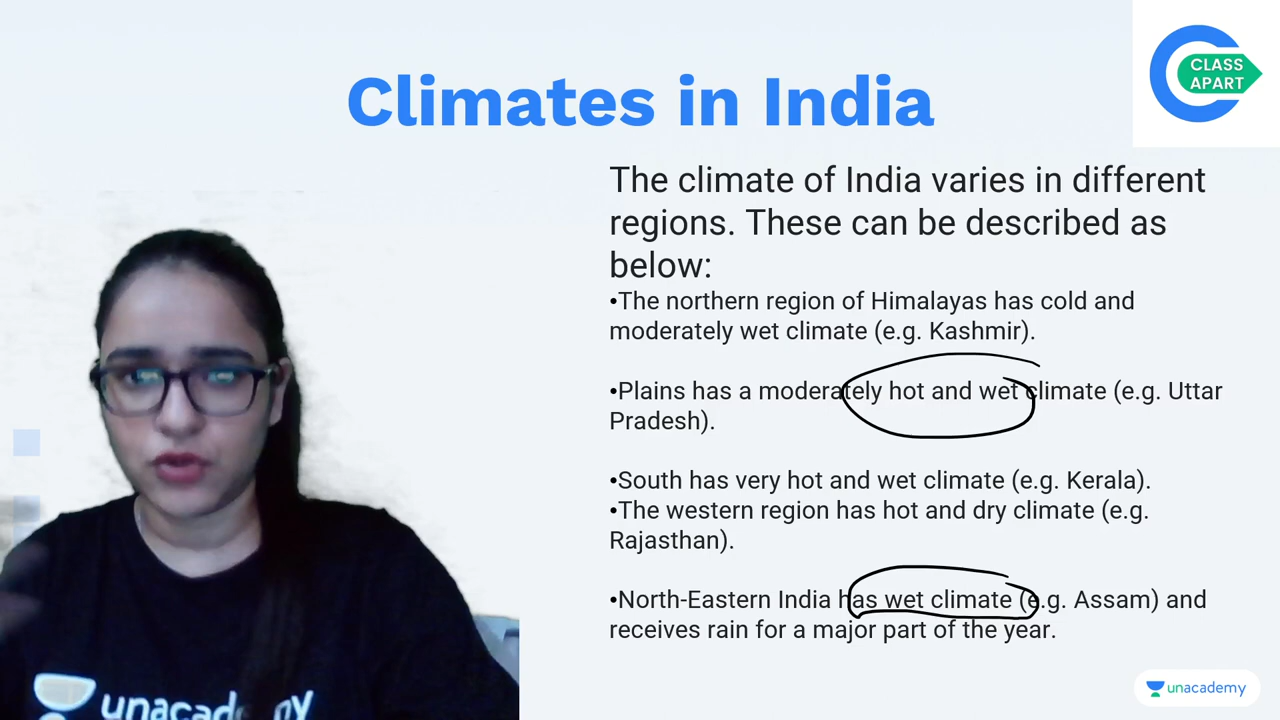 CLASS
APART
Climates in India
The climate of India varies in different
regions. These can be described as
below:
•The northern region of Himalayas has cold and
moderately wet climate (e.g. Kashmir).
•Plains has a moderately hot and wet climate (e.g. Uttar
Pradesh).
•South has very hot and wet climate (e.g. Kerala).
•The western region has hot and dry climate (e.g.
Rajasthan).
•North-Eastern India has wet climate (e.g. Assam) and
receives rain for a major part of the year.
unacademy
unacademy